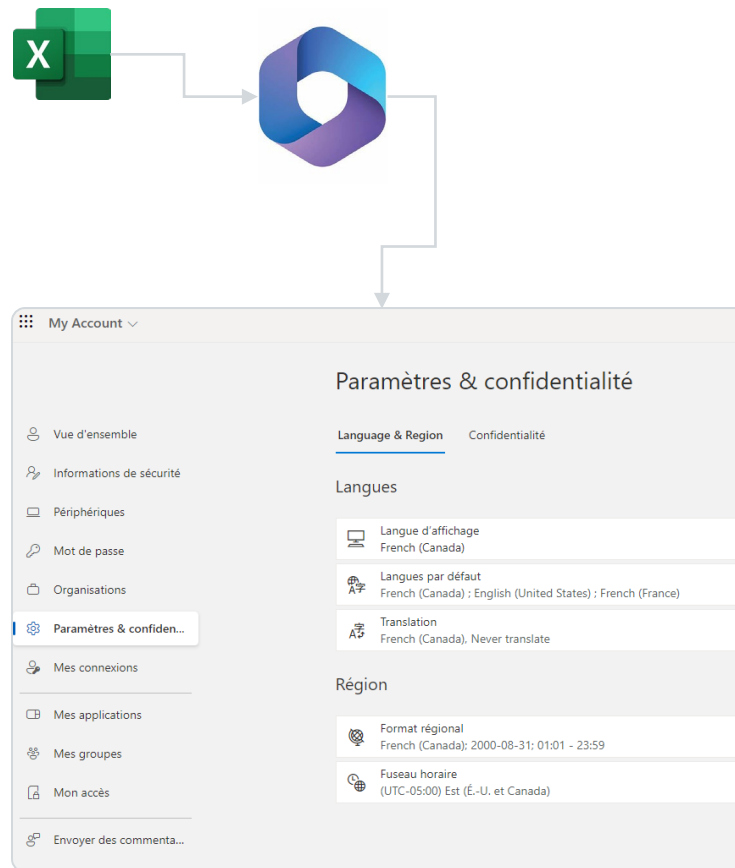 X
My Account
Paramètres & confidentialité
Vue d'ensemble
Informations de sécurité
Périphériques
Mot de passe
Organisations
Paramètres & confiden...
Mes connexions
Mes applications
Mes groupes
Mon accès
Envoyer des commenta...
Language & Region
Confidentialité
Langues
Langue d'affichage
French (Canada)
Langues par défaut
French (Canada) ; English (United States) ; French (France)
Translation
French (Canada), Never translate
Région
Format régional
French (Canada); 2000-08-31; 01:01 - 23:59
Fuseau horaire
(UTC-05:00) Est (É.-U. et Canada)